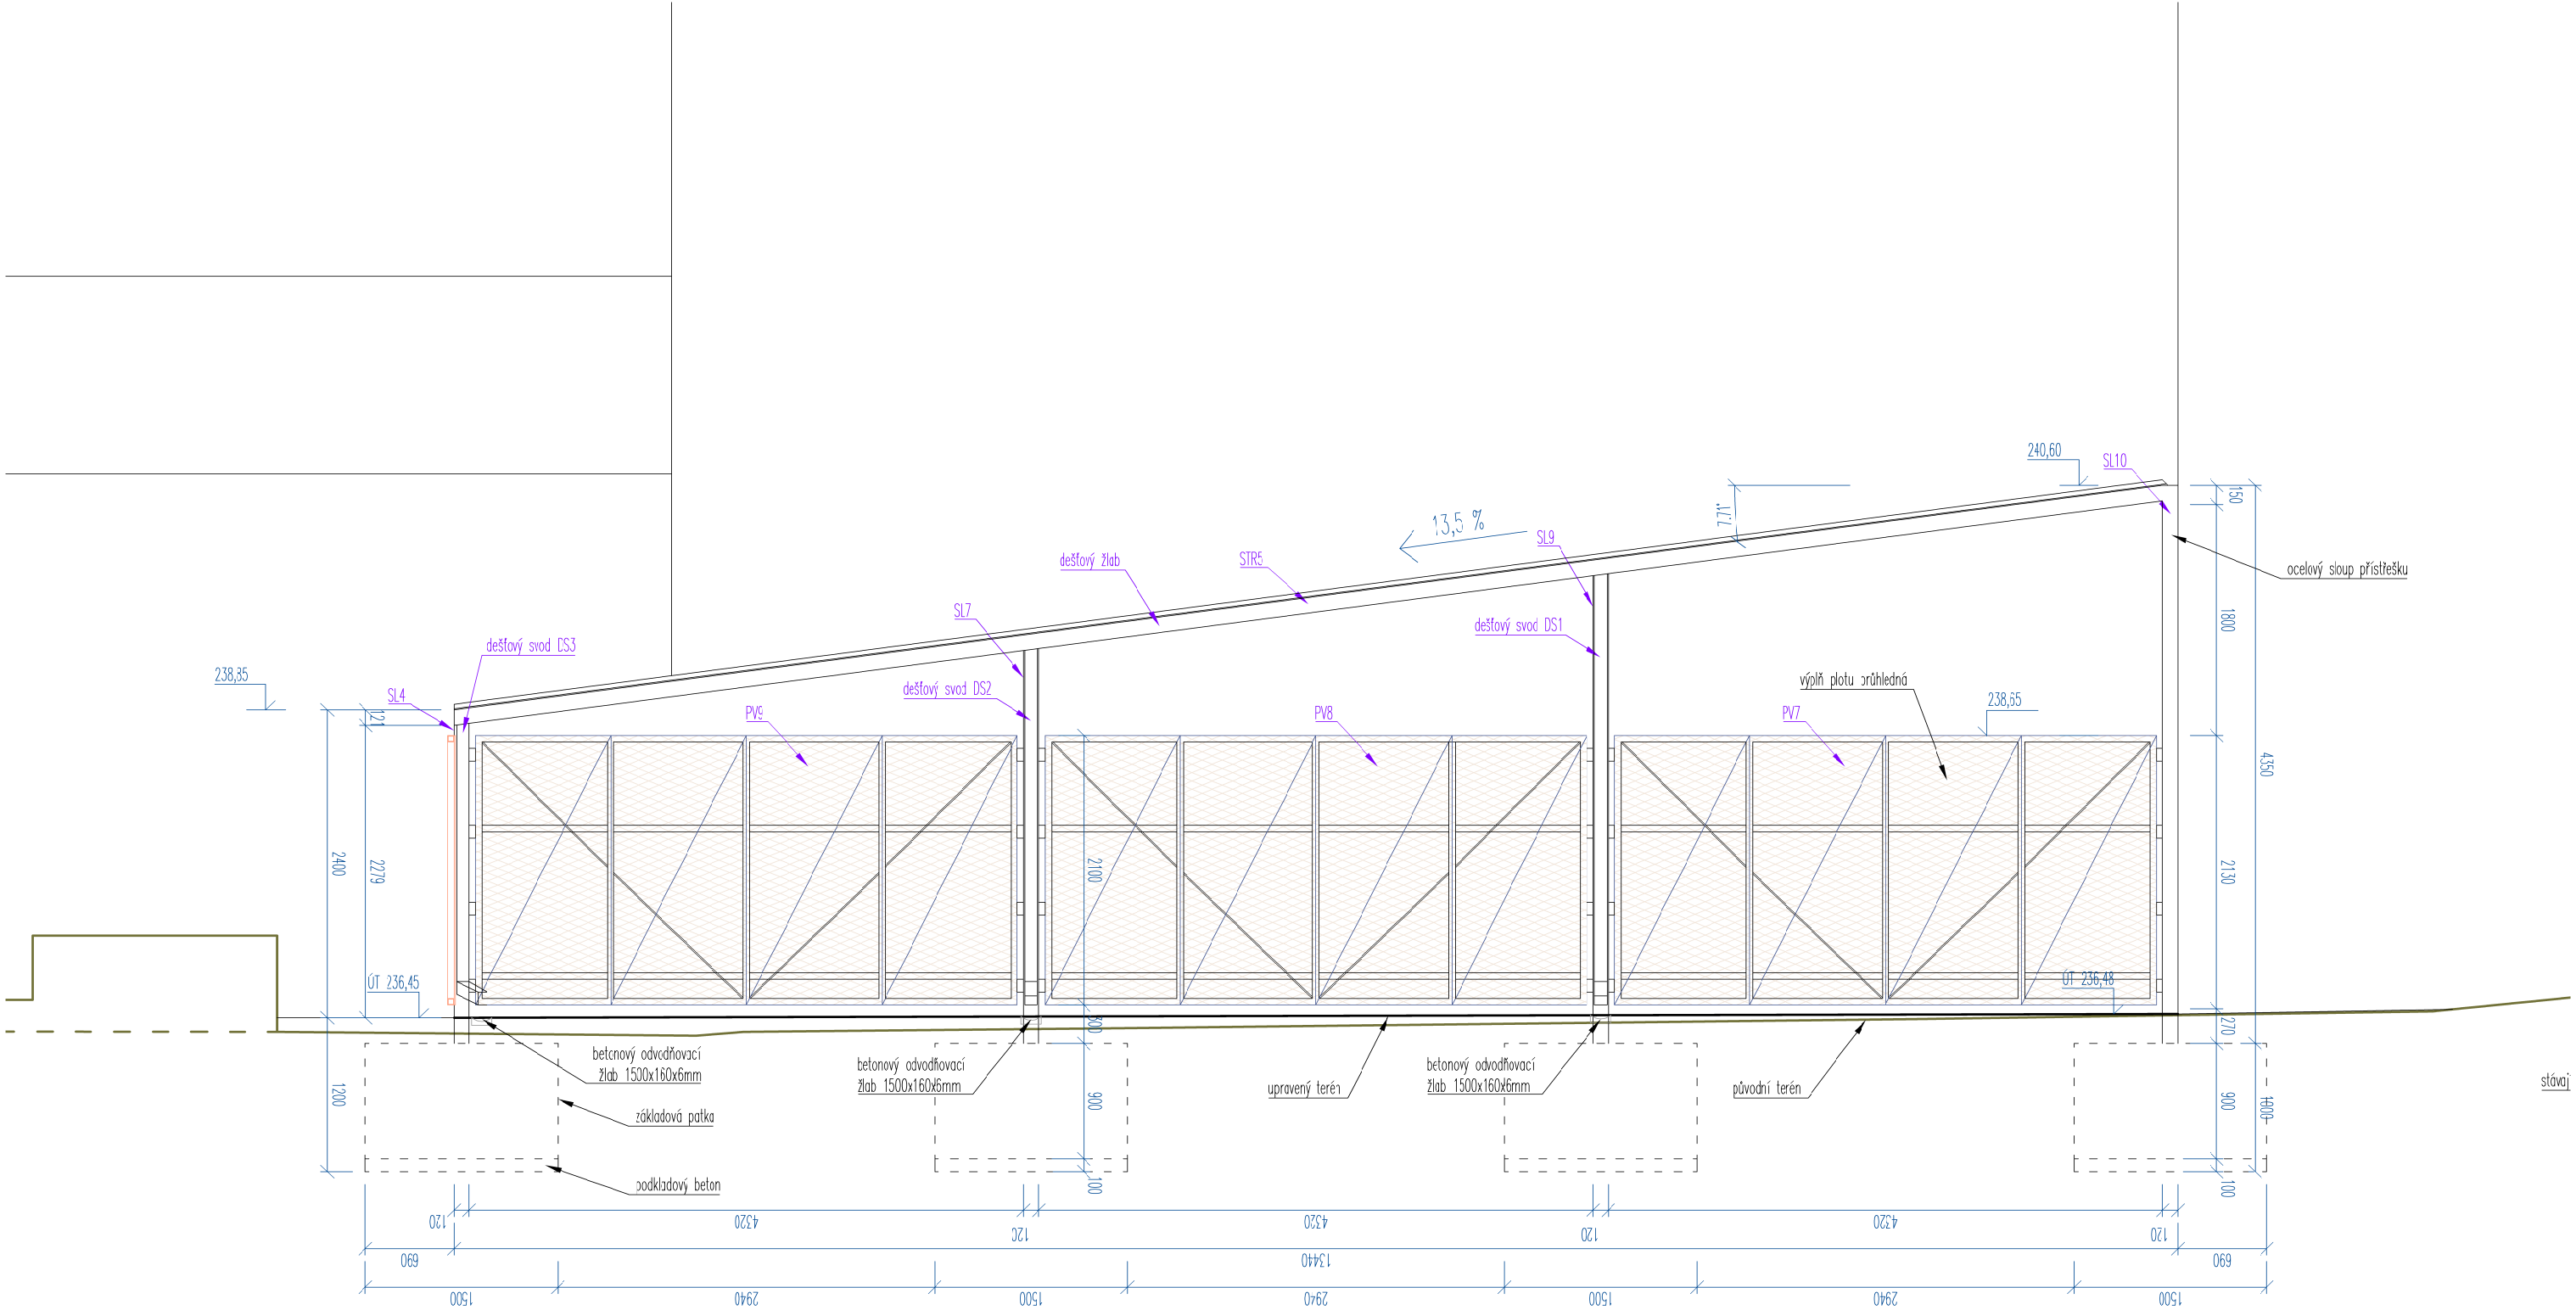 240,60
SL10
150
13,5 %
7.71°
SL9
dešťový žlab
STR5
4350
ocelový sloup přístřešku
SL7
dešťový svod DS1
1800
dešťový svod DS3
238,85
SL4
dešťový svod DS2
výplň plotu průhledná
238,65
121
PV9
PV8
PV7
2400
2279
2100
2130
ÚT 236,45
ÚT 236,48
300
270
betonový odvodňovací
žlab 1500x160x6mm
betonový odvodňovací
žlab 1500x160x6mm
betonový odvodňovací
žlab 1500x160x6mm
upravený terén
původní terén
stávaj
1200
základová patka
900
900
1000
podkladový beton
100
100
120
4320
120
4320
120
4320
120
690
13440
690
1500
2940
1500
2940
1500
2940
1500